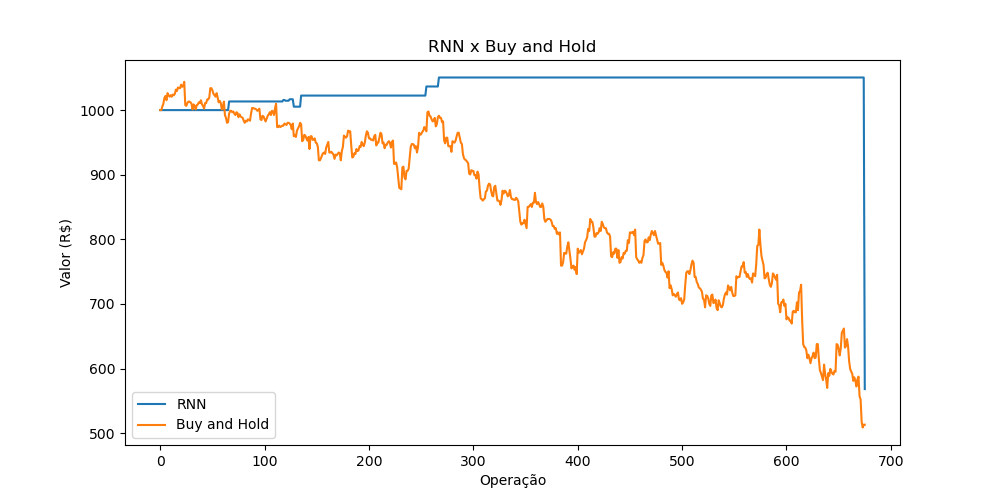 RNN x Buy and Hold
Valor (R$)
1000
900
800
700
600
500
RNN
Buy and Hold
0 100 200 300 400 500 600 700
Operação